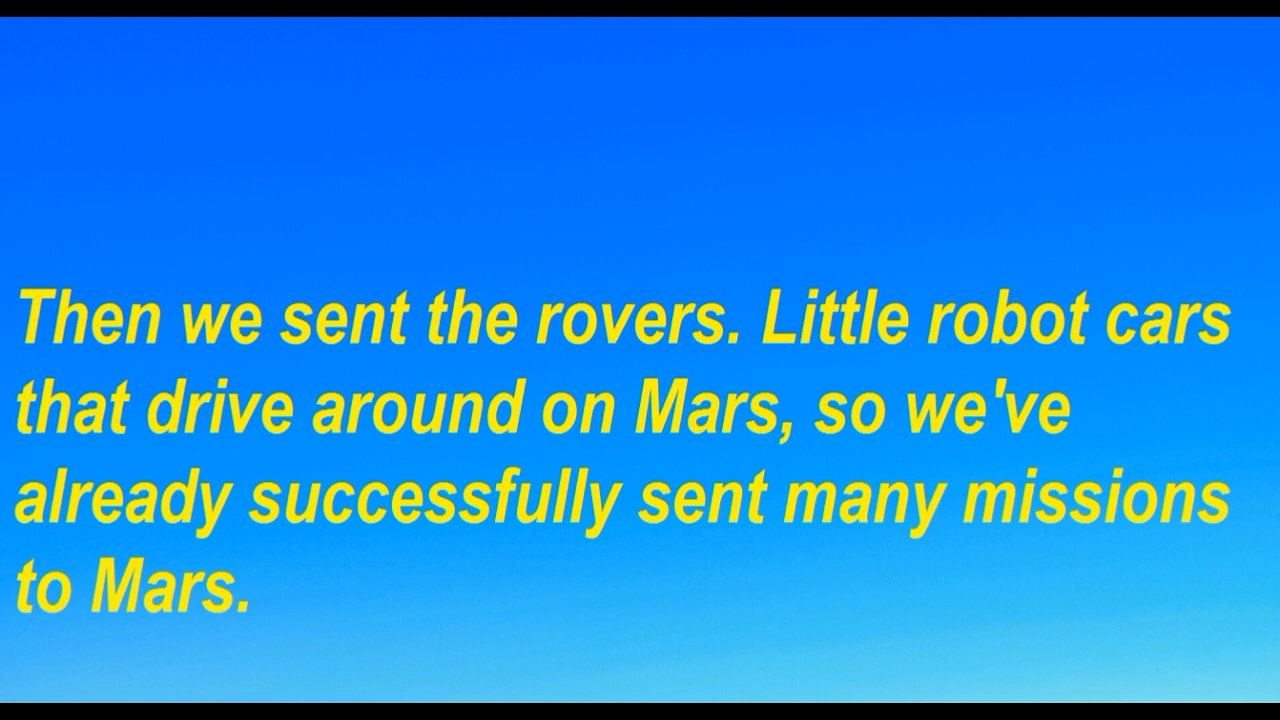 Then we sent the rovers. Little robot cars
that drive around on Mars, so we've
already successfully sent many missions
to Mars.